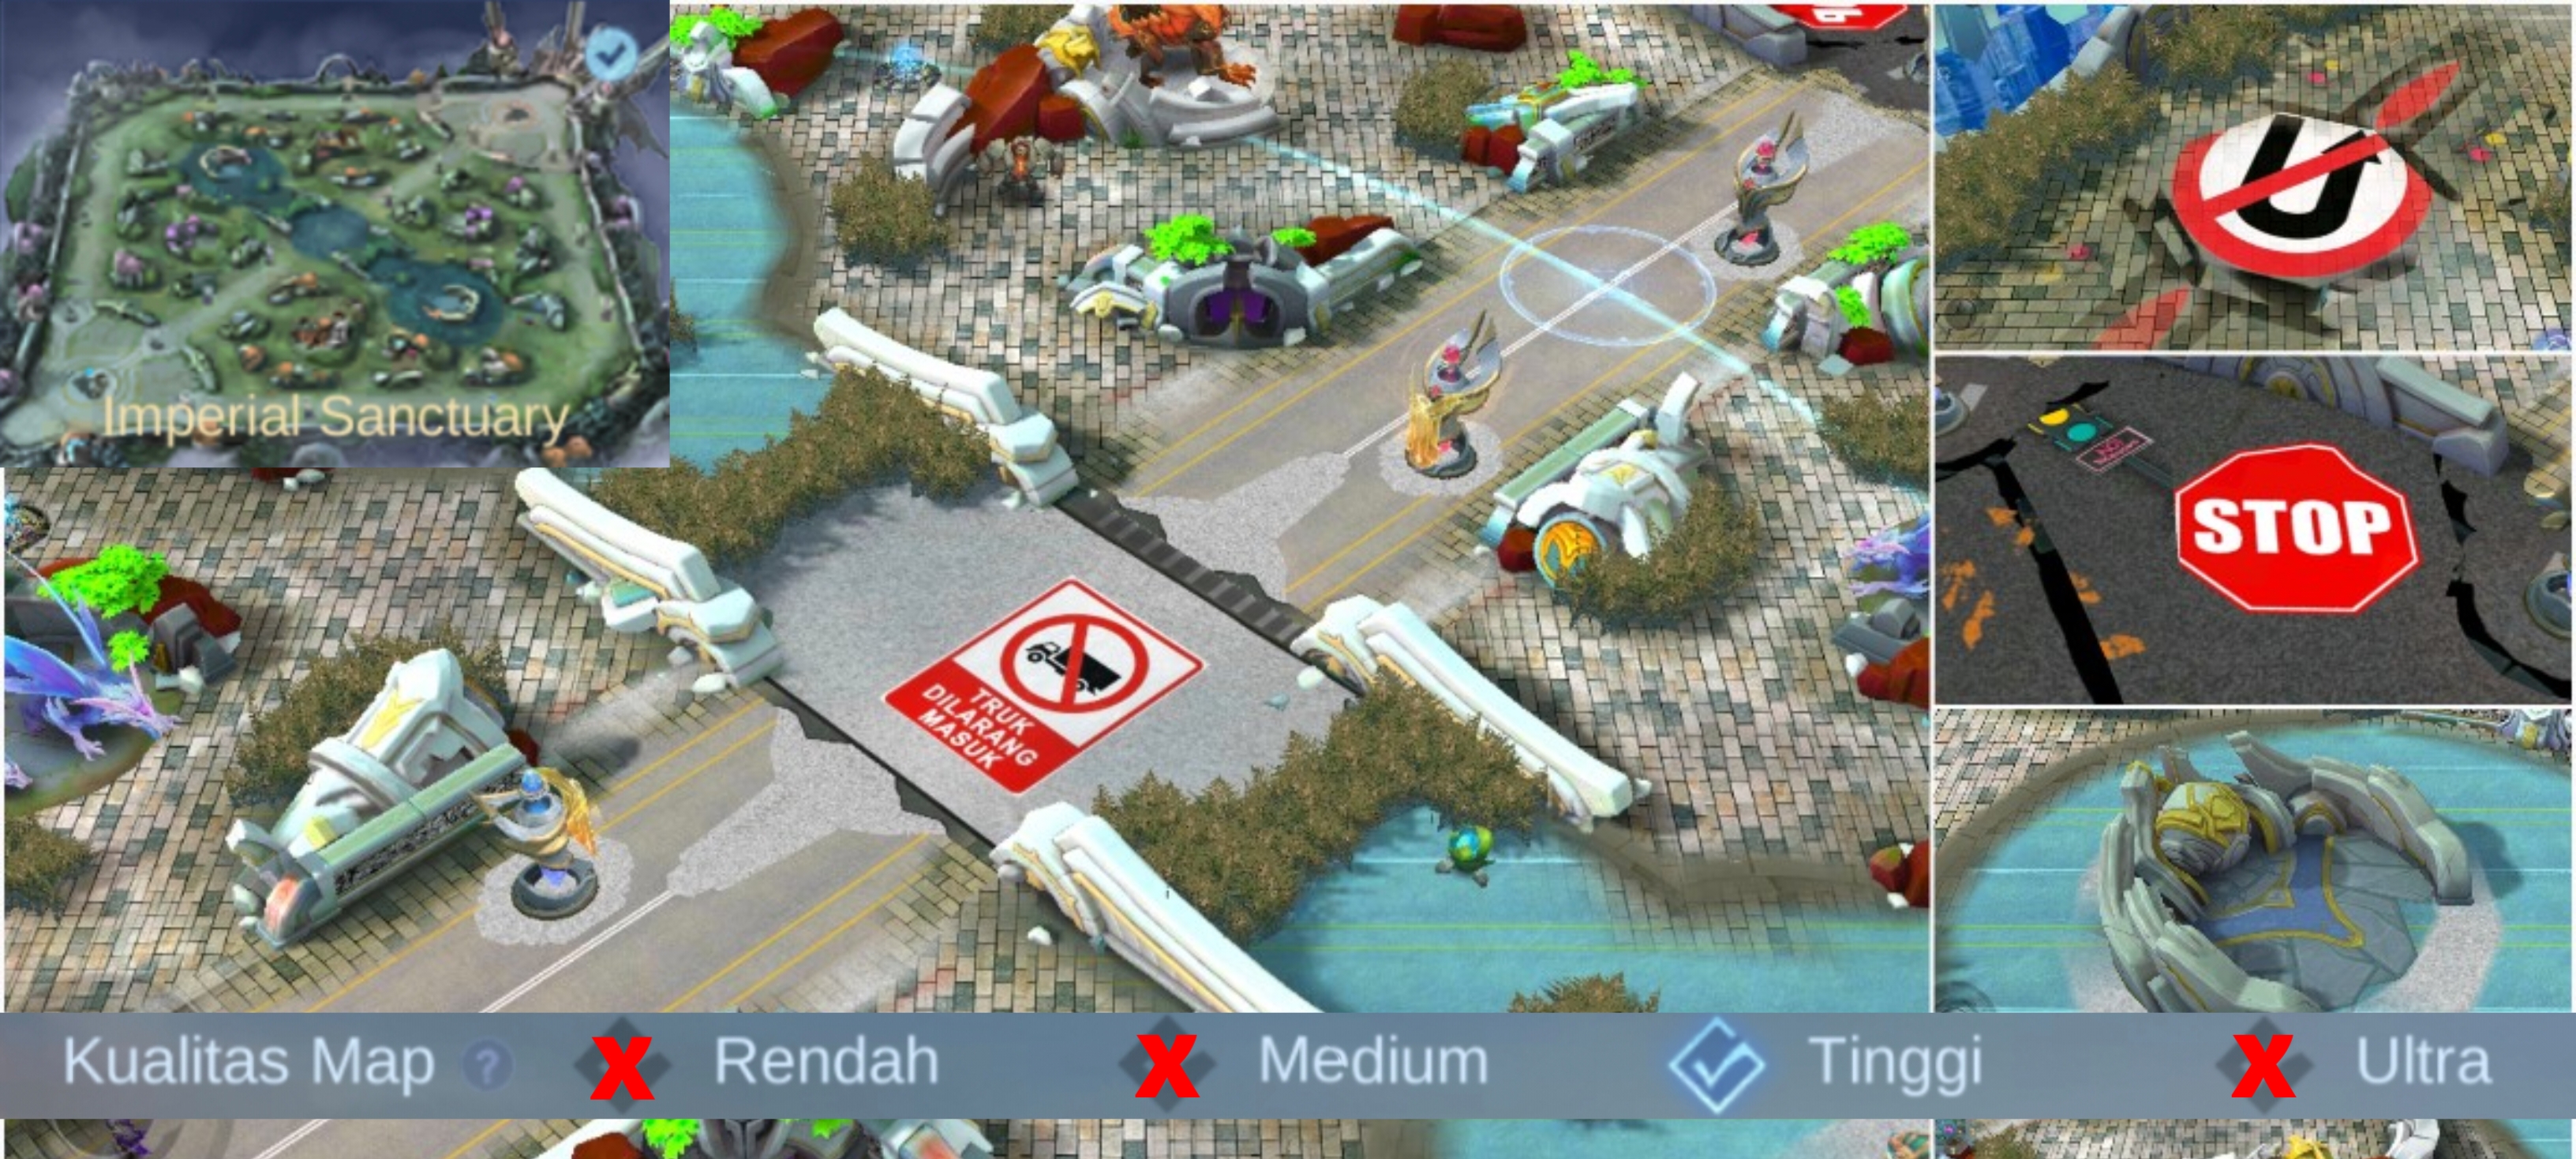 Imperial Sanctuary
TRUK
DILARANG
MASUK
U
STOP
Kualitas Map ? X Rendah X Medium Tinggi X Ultra